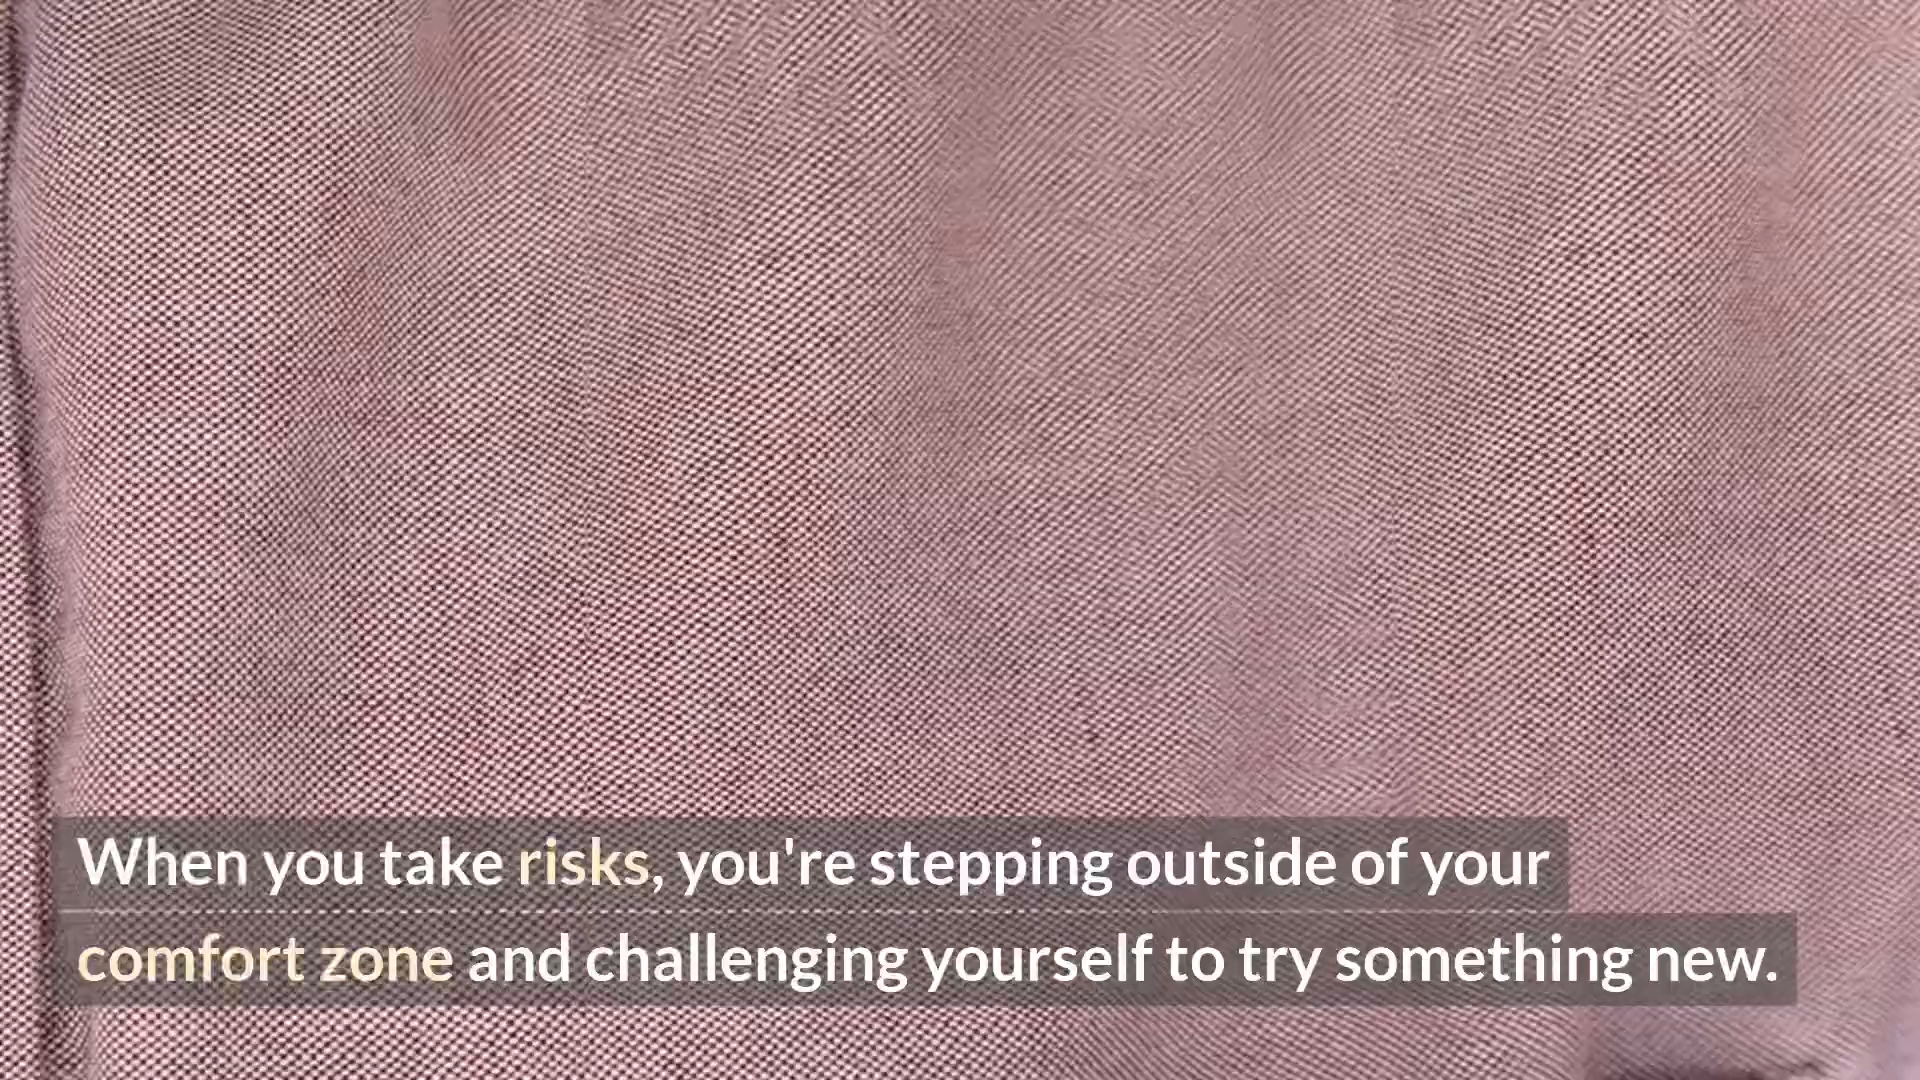 When you take risks, you're stepping outside of your
comfort zone and challenging yourself to try something new.